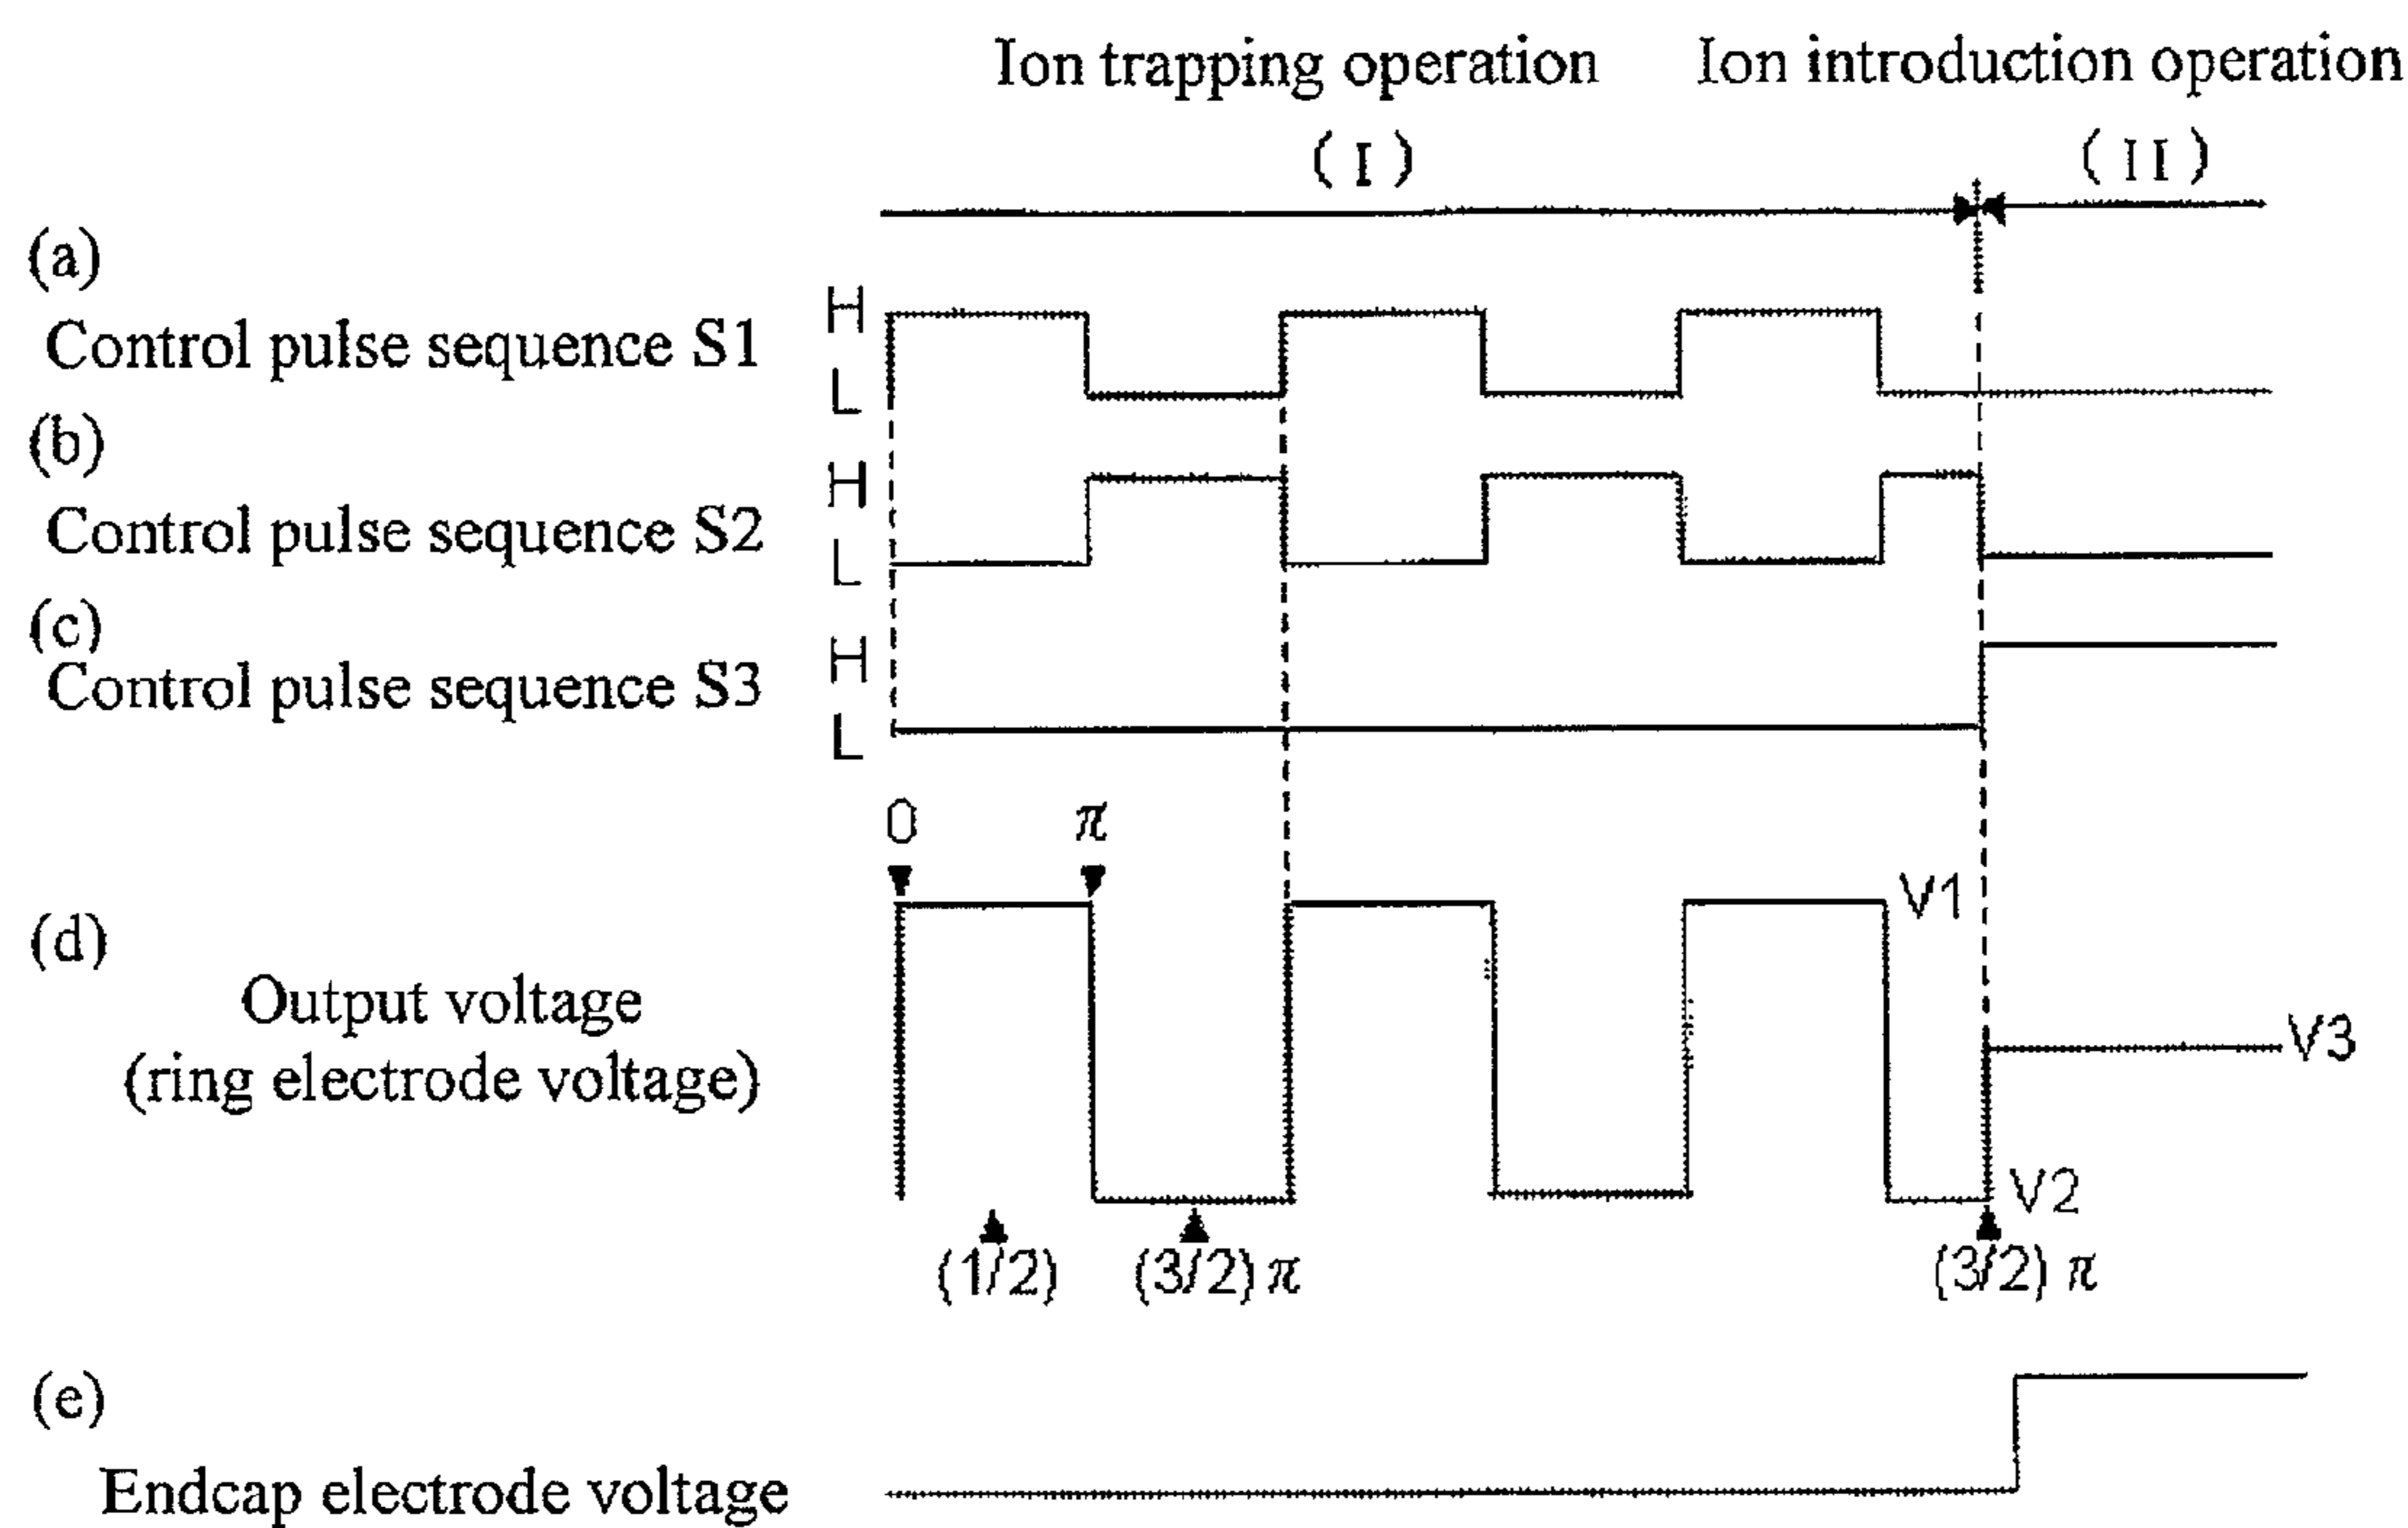 Ion trapping operation
Ion introduction operation
( I )
( II )
(a)
Control pulse sequence S1
H
L
(b)
Control pulse sequence S2
H
L
(c)
Control pulse sequence S3
H
L
0
π
(d)
Output voltage
(ring electrode voltage)
V1
V3
V2
(1/2)
(3/2) π
(3/2) π
(e)
Endcap electrode voltage